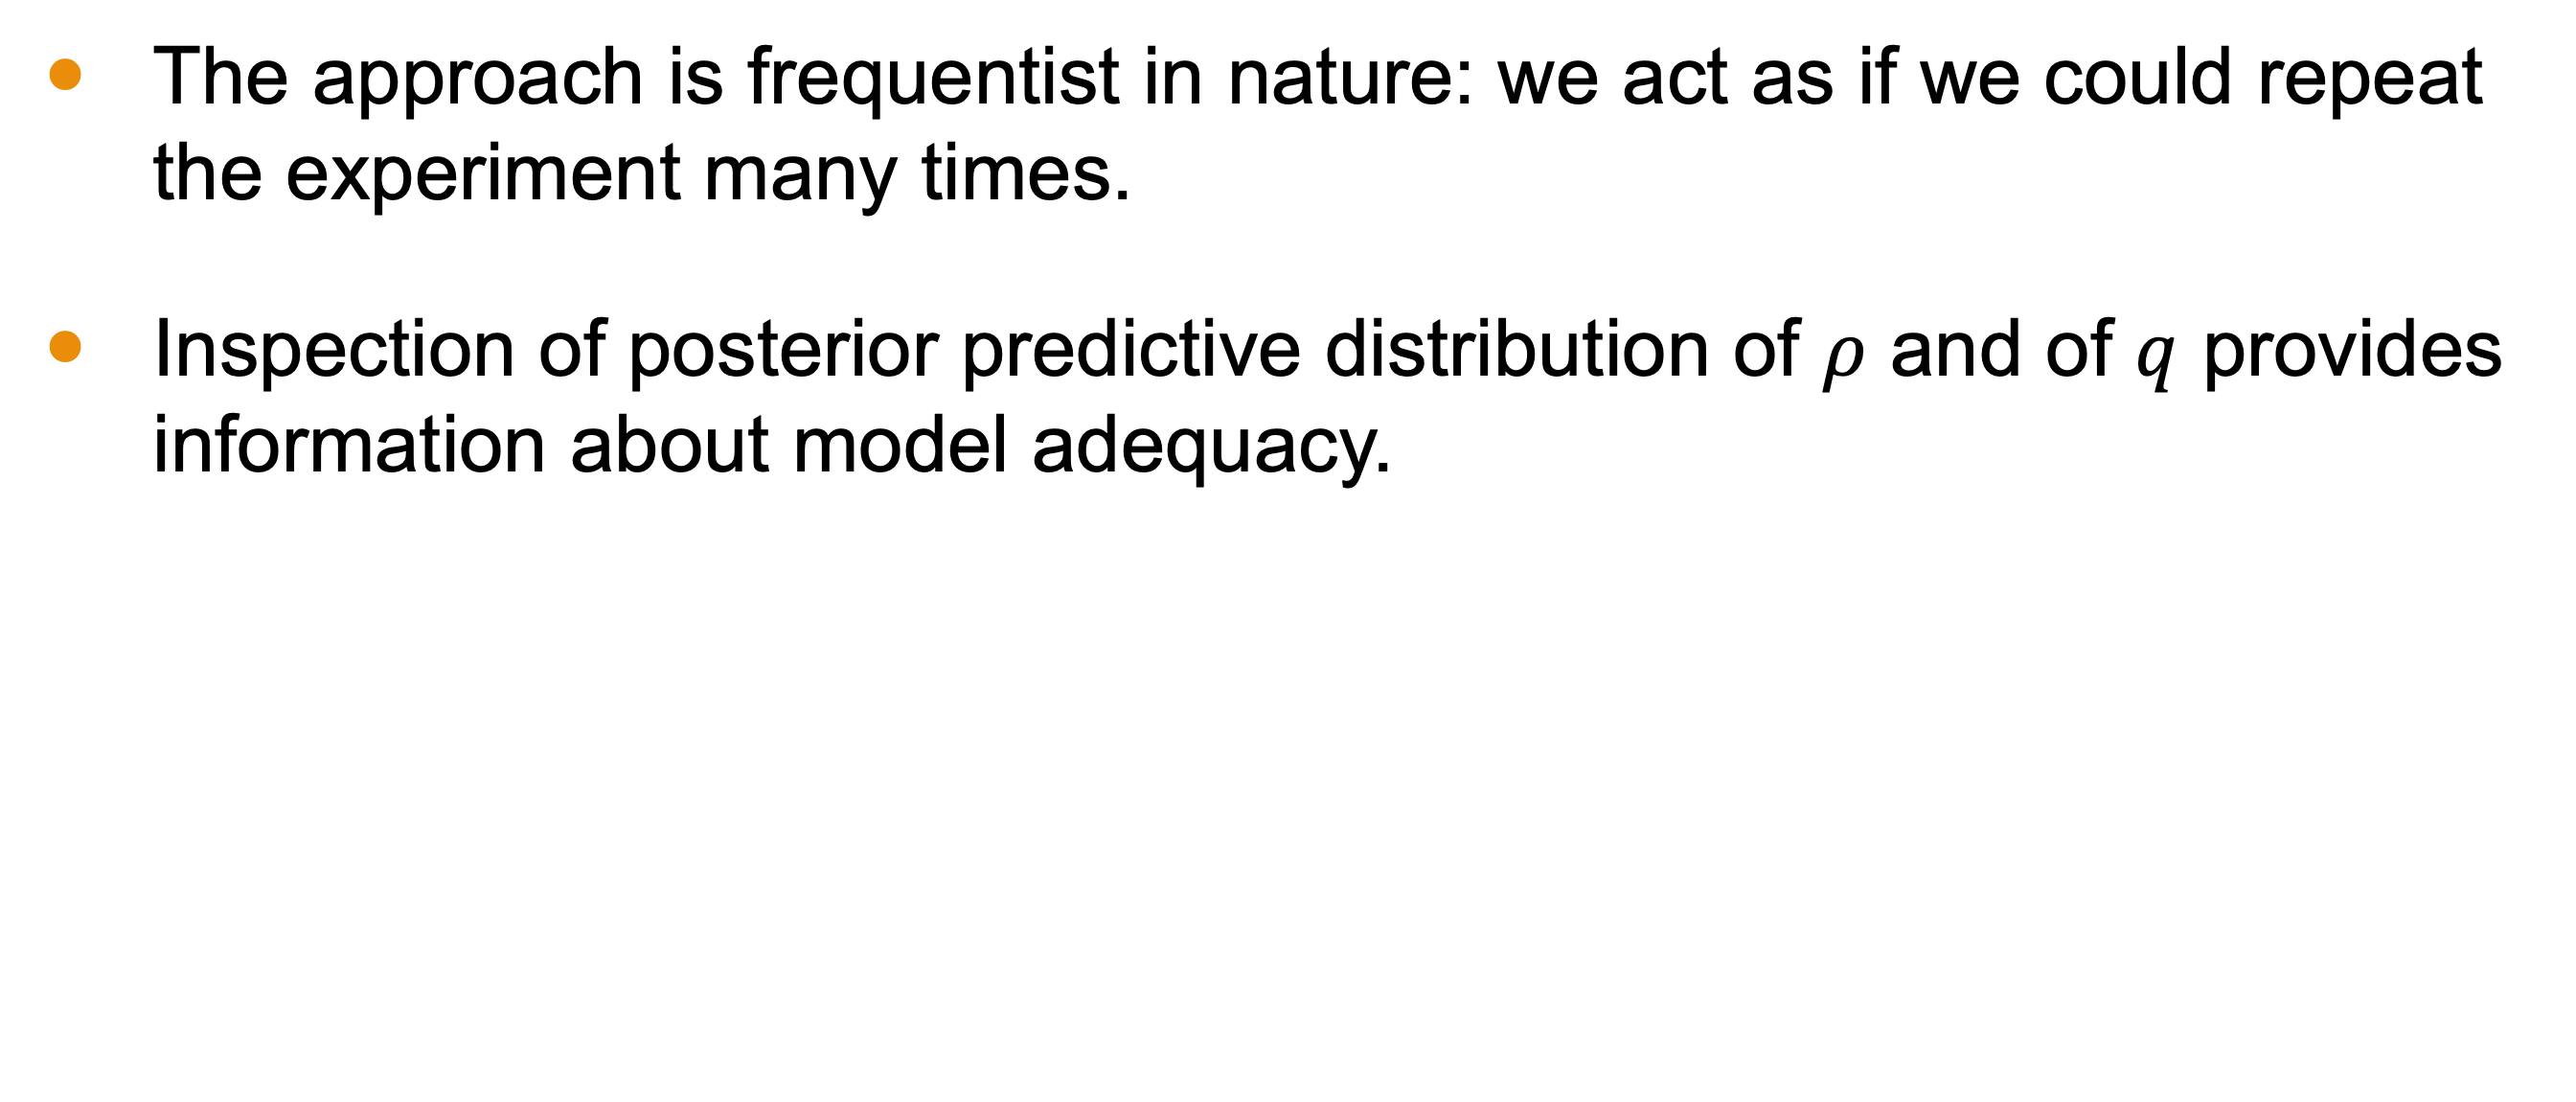 • The approach is frequentist in nature: we act as if we could repeat
the experiment many times.
• Inspection of posterior predictive distribution of ρ and of q provides
information about model adequacy.